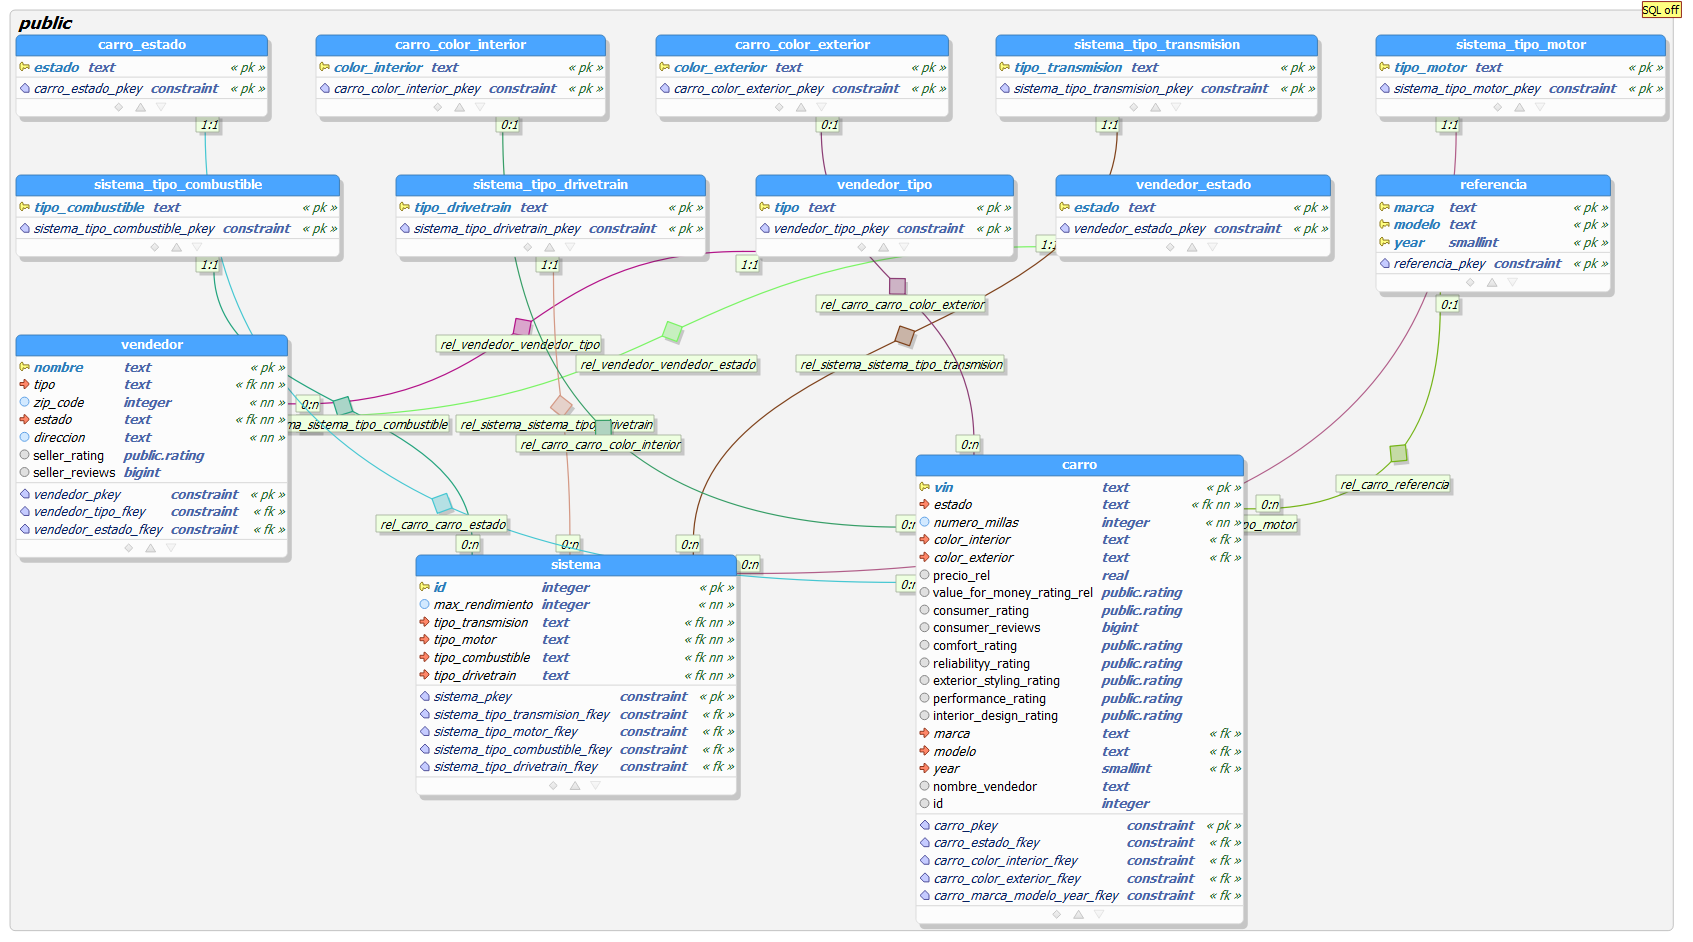 SQL off
public
carro_estado
estado text « pk »
carro_estado_pkey constraint « pk »
carro_color_interior
color_interior text « pk »
carro_color_interior_pkey constraint « pk »
carro_color_exterior
color_exterior text « pk »
carro_color_exterior_pkey constraint « pk »
sistema_tipo_transmision
tipo_transmision text « pk »
sistema_tipo_transmision_pkey constraint « pk »
sistema_tipo_motor
tipo_motor text « pk »
sistema_tipo_motor_pkey constraint « pk »
1:1
0:1
0:1
1:1
1:1
sistema_tipo_combustible
tipo_combustible text « pk »
sistema_tipo_combustible_pkey constraint « pk »
sistema_tipo_drivetrain
tipo_drivetrain text « pk »
sistema_tipo_drivetrain_pkey constraint « pk »
vendedor_tipo
tipo text « pk »
vendedor_tipo_pkey constraint « pk »
vendedor_estado
estado text « pk »
vendedor_estado_pkey constraint « pk »
referencia
marca text « pk »
modelo text « pk »
year smallint « pk »
referencia_pkey constraint « pk »
1:1
1:1
1:1
1:1
0:1
rel_carro_carro_color_exterior
rel_vendedor_vendedor_tipo
rel_vendedor_vendedor_estado
rel_sistema_sistema_tipo_transmision
vendedor
nombre text « pk »
tipo text « fk nn »
zip_code integer « nn »
estado text « fk nn »
direccion text « nn »
seller_rating public.rating
seller_reviews bigint
vendedor_pkey constraint « pk »
vendedor_tipo_fkey constraint « fk »
vendedor_estado_fkey constraint « fk »
0:n
ma_sistema_tipo_combustible
rel_sistema_sistema_tipo_drivetrain
rel_carro_carro_color_interior
0:n
rel_carro_referencia
0:n
po_motor
rel_carro_carro_estado
0:n
0:n
0:n
0:n
0:n
0:n
sistema
id integer « pk »
max_rendimiento integer « nn »
tipo_transmision text « fk nn »
tipo_motor text « fk nn »
tipo_combustible text « fk nn »
tipo_drivetrain text « fk nn »
sistema_pkey constraint « pk »
sistema_tipo_transmision_fkey constraint « fk »
sistema_tipo_motor_fkey constraint « fk »
sistema_tipo_combustible_fkey constraint « fk »
sistema_tipo_drivetrain_fkey constraint « fk »
carro
vin text « pk »
estado text « fk nn »
numero_millas integer « nn »
color_interior text « fk »
color_exterior text « fk »
precio_rel real
value_for_money_rating_rel public.rating
consumer_rating public.rating
consumer_reviews bigint
comfort_rating public.rating
reliabilityy_rating public.rating
exterior_styling_rating public.rating
performance_rating public.rating
interior_design_rating public.rating
marca text « fk »
modelo text « fk »
year smallint « fk »
nombre_vendedor text
id integer
carro_pkey constraint « pk »
carro_estado_fkey constraint « fk »
carro_color_interior_fkey constraint « fk »
carro_color_exterior_fkey constraint « fk »
carro_marca_modelo_year_fkey constraint « fk »